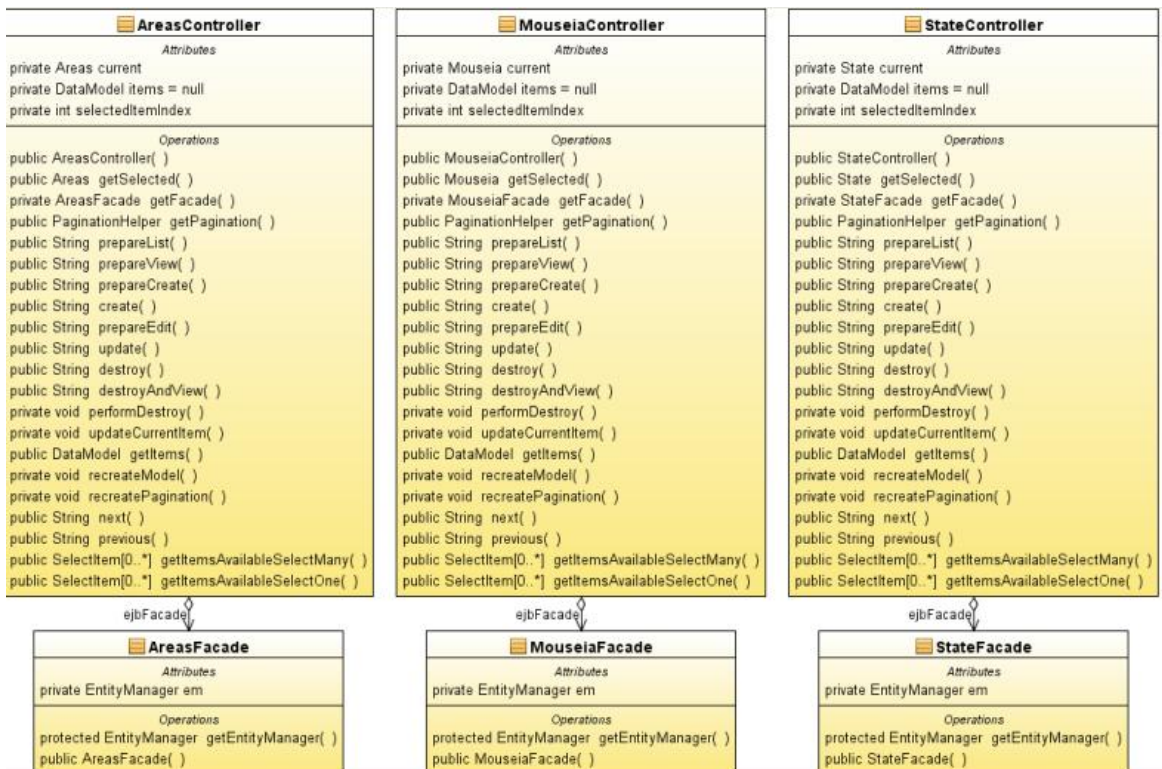 AreasController
Attributes
private Areas current
private DataModel items = null
private int selectedItemIndex
Operations
public AreasController( )
public Areas getSelected( )
private AreasFacade getFacade( )
public PaginationHelper getPagination( )
public String prepareList( )
public String prepareView( )
public String prepareCreate( )
public String create( )
public String prepareEdit( )
public String update( )
public String destroy( )
public String destroyAndView( )
private void performDestroy( )
private void updateCurrentItem( )
public DataModel getItems( )
private void recreateModel( )
private void recreatePagination( )
public String next( )
public String previous( )
public SelectItem[0..*] getItemsAvailableSelectMany( )
public SelectItem[0..*] getItemsAvailableSelectOne( )
ejbFacade
AreasFacade
Attributes
private EntityManager em
Operations
protected EntityManager getEntityManager( )
public AreasFacade( )
MouseiaController
Attributes
private Mouseia current
private DataModel items = null
private int selectedItemIndex
Operations
public MouseiaController( )
public Mouseia getSelected( )
private MouseiaFacade getFacade( )
public PaginationHelper getPagination( )
public String prepareList( )
public String prepareView( )
public String prepareCreate( )
public String create( )
public String prepareEdit( )
public String update( )
public String destroy( )
public String destroyAndView( )
private void performDestroy( )
private void updateCurrentItem( )
public DataModel getItems( )
private void recreateModel( )
private void recreatePagination( )
public String next( )
public String previous( )
public SelectItem[0..*] getItemsAvailableSelectMany( )
public SelectItem[0..*] getItemsAvailableSelectOne( )
ejbFacade
MouseiaFacade
Attributes
private EntityManager em
Operations
protected EntityManager getEntityManager( )
public MouseiaFacade( )
StateController
Attributes
private State current
private DataModel items = null
private int selectedItemIndex
Operations
public StateController( )
public State getSelected( )
private StateFacade getFacade( )
public PaginationHelper getPagination( )
public String prepareList( )
public String prepareView( )
public String prepareCreate( )
public String create( )
public String prepareEdit( )
public String update( )
public String destroy( )
public String destroyAndView( )
private void performDestroy( )
private void updateCurrentItem( )
public DataModel getItems( )
private void recreateModel( )
private void recreatePagination( )
public String next( )
public String previous( )
public SelectItem[0..*] getItemsAvailableSelectMany( )
public SelectItem[0..*] getItemsAvailableSelectOne( )
ejbFacade
StateFacade
Attributes
private EntityManager em
Operations
protected EntityManager getEntityManager( )
public StateFacade( )